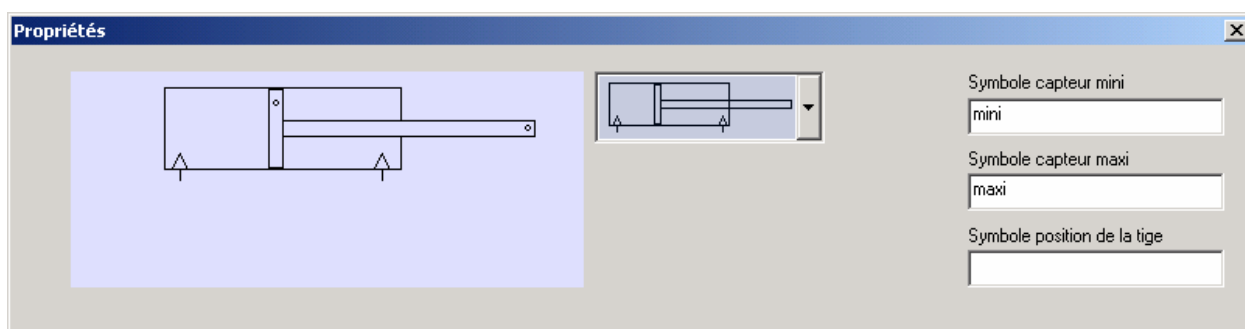 Propriétés
Symbole capteur mini
mini
Symbole capteur maxi
maxi
Symbole position de la tige